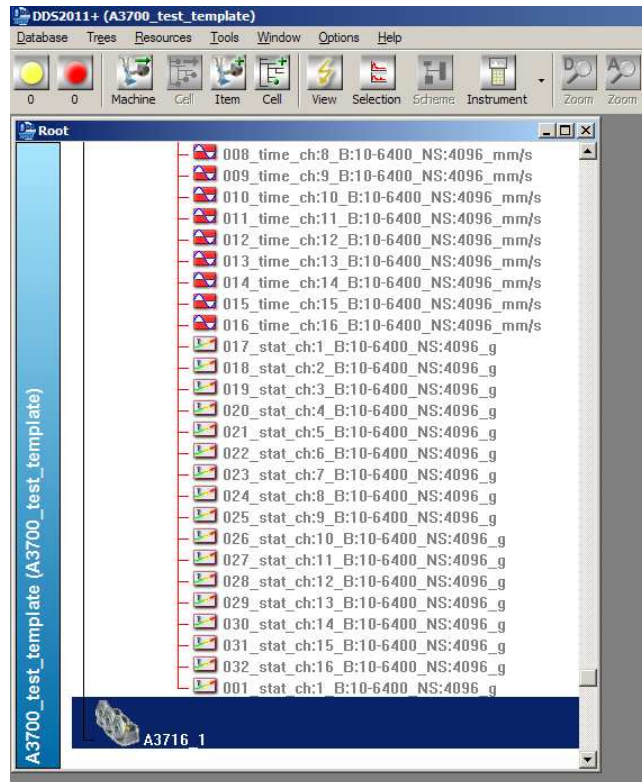 DDS2011+ (A3700_test_template)
Database Trees Resources Tools Window Options Help
0 0 Machine Cell Item Cell View Selection Scheme Instrument Zoom Zoom
Root
008_time_ch:8_B:10-6400_NS:4096_mm/s
009_time_ch:9_B:10-6400_NS:4096_mm/s
010_time_ch:10_B:10-6400_NS:4096_mm/s
011_time_ch:11_B:10-6400_NS:4096_mm/s
012_time_ch:12_B:10-6400_NS:4096_mm/s
013_time_ch:13_B:10-6400_NS:4096_mm/s
014_time_ch:14_B:10-6400_NS:4096_mm/s
015_time_ch:15_B:10-6400_NS:4096_mm/s
016_time_ch:16_B:10-6400_NS:4096_mm/s
017_stat_ch:1_B:10-6400_NS:4096_g
018_stat_ch:2_B:10-6400_NS:4096_g
019_stat_ch:3_B:10-6400_NS:4096_g
020_stat_ch:4_B:10-6400_NS:4096_g
021_stat_ch:5_B:10-6400_NS:4096_g
022_stat_ch:6_B:10-6400_NS:4096_g
023_stat_ch:7_B:10-6400_NS:4096_g
024_stat_ch:8_B:10-6400_NS:4096_g
025_stat_ch:9_B:10-6400_NS:4096_g
026_stat_ch:10_B:10-6400_NS:4096_g
027_stat_ch:11_B:10-6400_NS:4096_g
028_stat_ch:12_B:10-6400_NS:4096_g
029_stat_ch:13_B:10-6400_NS:4096_g
030_stat_ch:14_B:10-6400_NS:4096_g
031_stat_ch:15_B:10-6400_NS:4096_g
032_stat_ch:16_B:10-6400_NS:4096_g
001_stat_ch:1_B:10-6400_NS:4096_g
A3716_1
A3700_test_template (A3700_test_template)